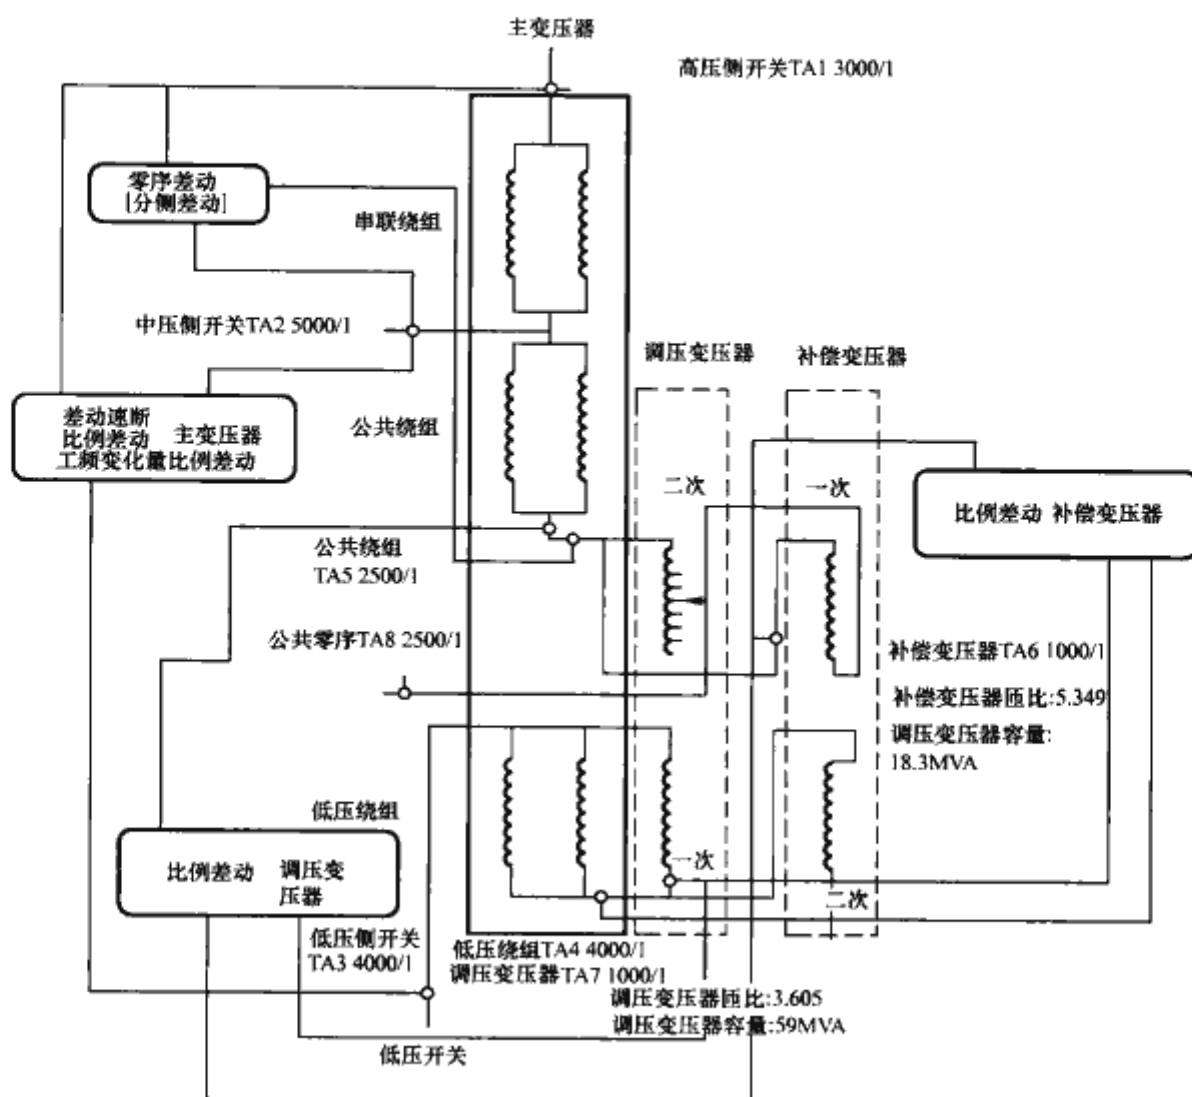 主变压器
高压侧开关TA1 3000/1
零序差动
[分侧差动]
串联绕组
中压侧开关TA2 5000/1
调压变压器
补偿变压器
差动速断
比例差动 主变压器
工频变化量比例差动
公共绕组
二次
一次
比例差动 补偿变压器
公共绕组
TA5 2500/1
公共零序TA8 2500/1
补偿变压器TA6 1000/1
补偿变压器匝比:5.349
调压变压器容量:
18.3MVA
低压绕组
比例差动 调压变
压器
一次
二次
低压侧开关
TA3 4000/1
低压绕组TA4 4000/1
调压变压器TA7 1000/1
调压变压器匝比:3.605
调压变压器容量:59MVA
低压开关